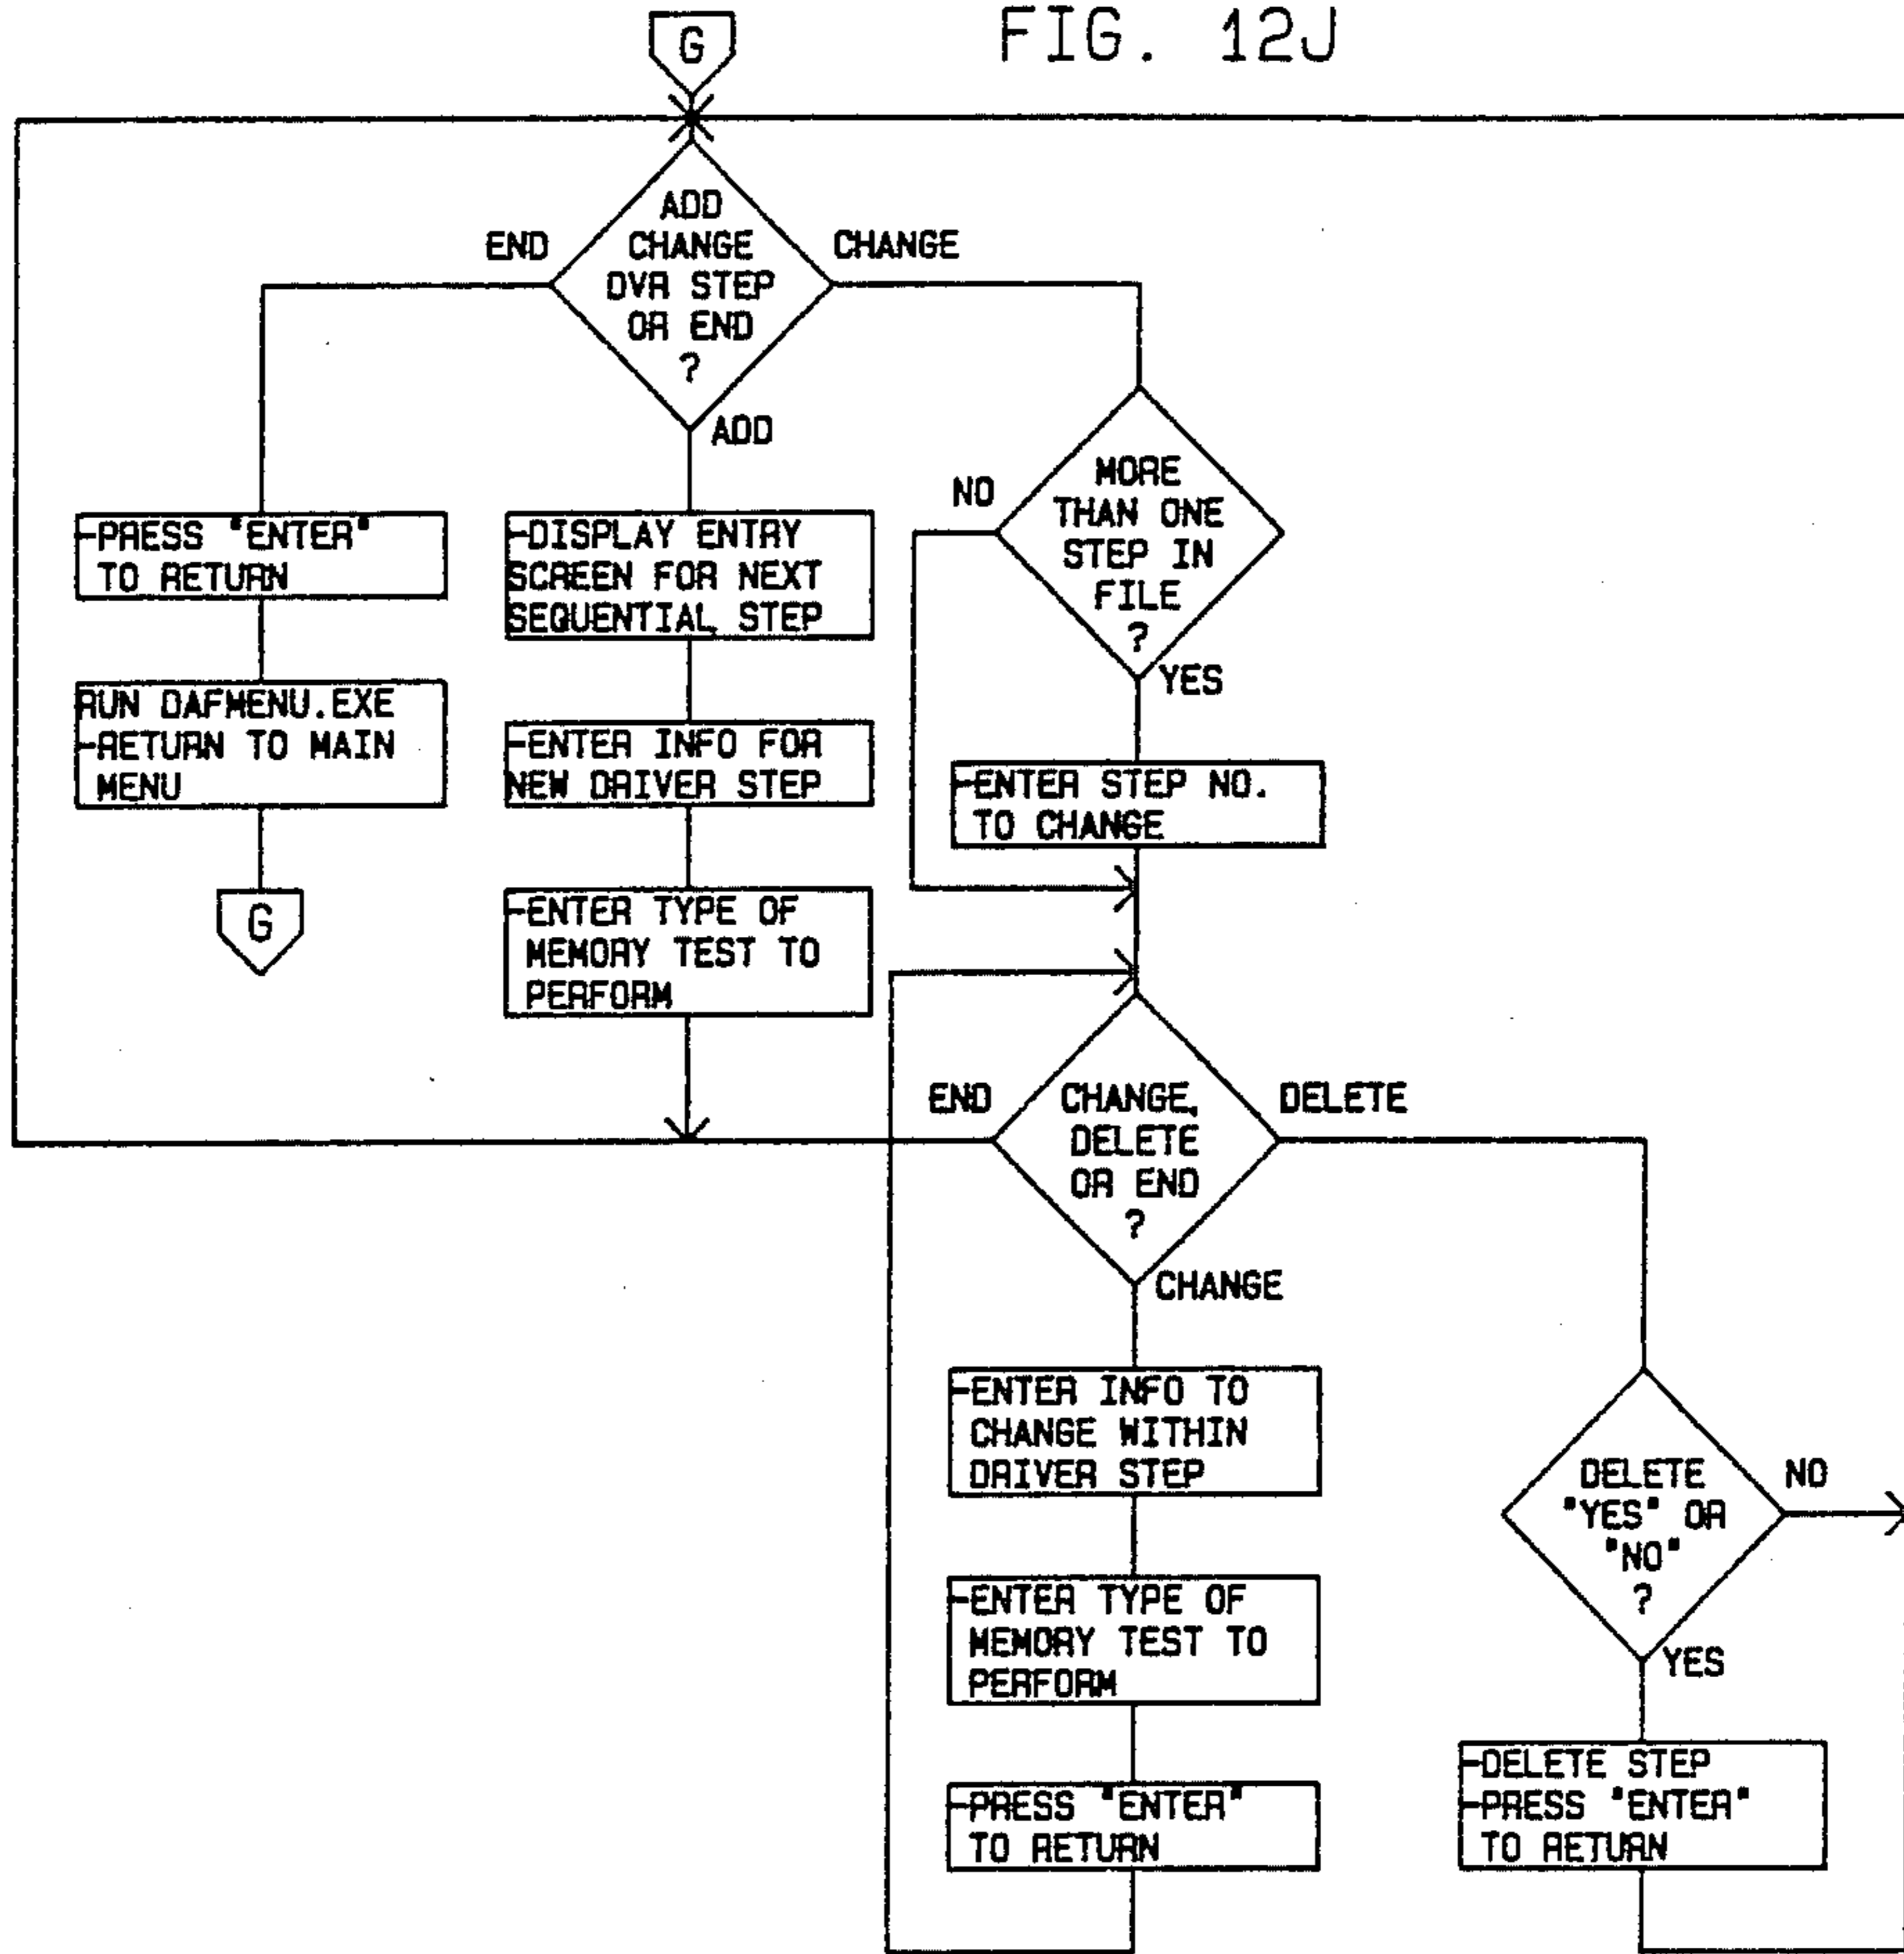 FIG. 12J
G
ADD
CHANGE
DVR STEP
OR END
?
END
CHANGE
ADD
-PRESS "ENTER"
TO RETURN
RUN DAFMENU.EXE
-RETURN TO MAIN
MENU
G
-DISPLAY ENTRY
SCREEN FOR NEXT
SEQUENTIAL STEP
-ENTER INFO FOR
NEW DRIVER STEP
-ENTER TYPE OF
MEMORY TEST TO
PERFORM
MORE
THAN ONE
STEP IN
FILE
?
NO
YES
-ENTER STEP NO.
TO CHANGE
CHANGE,
DELETE
OR END
?
END
DELETE
CHANGE
-ENTER INFO TO
CHANGE WITHIN
DRIVER STEP
-ENTER TYPE OF
MEMORY TEST TO
PERFORM
-PRESS "ENTER"
TO RETURN
DELETE
"YES" OR
"NO"
?
NO
YES
-DELETE STEP
-PRESS "ENTER"
TO RETURN